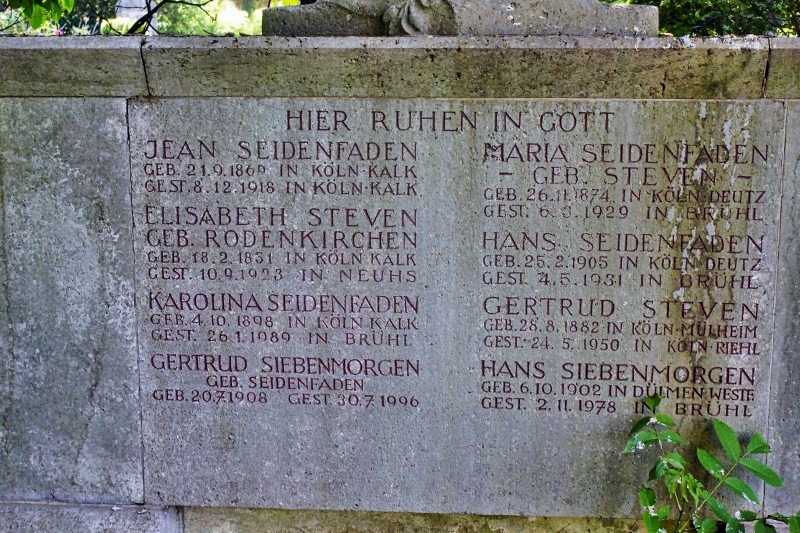 HIER RUHEN IN GOTT
JEAN SEIDENFADEN
GEB. 21.9.1869 IN KÖLN KALK
GEST. 8.12.1918 IN KÖLN·KALK
ELISABETH STEVEN
GEB. RODENKIRCHEN
GEB. 18.2.1851 IN KÖLN KALK
GEST. 10.9.1923 IN NEUHS
KAROLINA SEIDENFADEN
GEB. 4.10.1898 IN KÖLN KALK
GEST. 26.1.1989 IN BRÜHL
GERTRUD SIEBENMORGEN
GEB. SEIDENFADEN
GEB. 20.7.1908 GEST. 30.7.1996
MARIA SEIDENFADEN
- GEB. STEVEN -
GEB. 26.11.1874 IN KÖLN DEUTZ
GEST. 1929 IN BRÜHL
HANS SEIDENFADEN
GEB. 25.2.1905 IN KÖLN DEUTZ
GEST. 4.5.1931 IN BRÜHL
GERTRUD STEVEN
GEB. 28.8.1882 IN KÖLN-MÜLHEIM
GEST. 24.5.1950 IN KÖLN-RIEHL
HANS SIEBENMORGEN
GEB. 6.10.1902 IN DÜLMEN WESTF.
GEST. 2.11.1978 IN BRÜHL